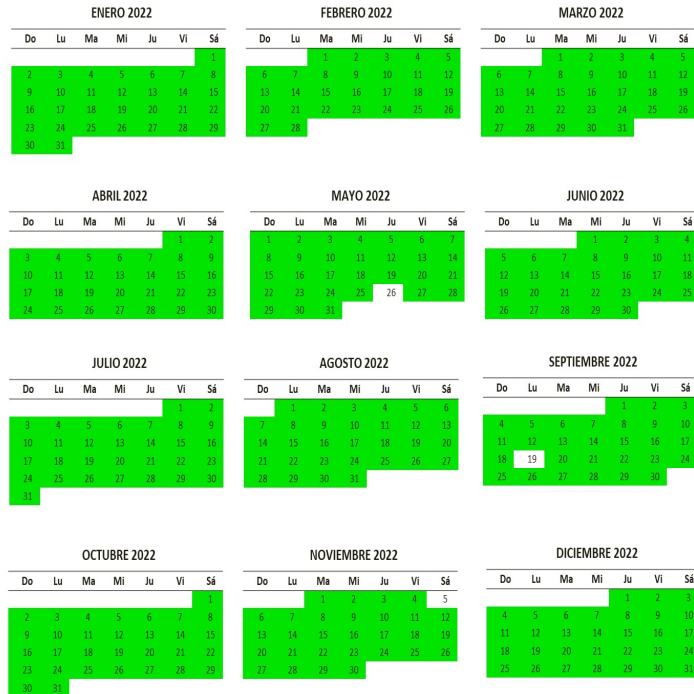 ENERO 2022
Do Lu Ma Mi Ju Vi Sá
1
2 3 4 5 6 7 8
9 10 11 12 13 14 15
16 17 18 19 20 21 22
23 24 25 26 27 28 29
30 31
FEBRERO 2022
Do Lu Ma Mi Ju Vi Sá
1 2 3 4 5
6 7 8 9 10 11 12
13 14 15 16 17 18 19
20 21 22 23 24 25 26
27 28
MARZO 2022
Do Lu Ma Mi Ju Vi Sá
1 2 3 4 5
6 7 8 9 10 11 12
13 14 15 16 17 18 19
20 21 22 23 24 25 26
27 28 29 30 31
ABRIL 2022
Do Lu Ma Mi Ju Vi Sá
1 2
3 4 5 6 7 8 9
10 11 12 13 14 15 16
17 18 19 20 21 22 23
24 25 26 27 28 29 30
MAYO 2022
Do Lu Ma Mi Ju Vi Sá
1 2 3 4 5 6 7
8 9 10 11 12 13 14
15 16 17 18 19 20 21
22 23 24 25 26 27 28
29 30 31
JUNIO 2022
Do Lu Ma Mi Ju Vi Sá
1 2 3 4
5 6 7 8 9 10 11
12 13 14 15 16 17 18
19 20 21 22 23 24 25
26 27 28 29 30
JULIO 2022
Do Lu Ma Mi Ju Vi Sá
1 2
3 4 5 6 7 8 9
10 11 12 13 14 15 16
17 18 19 20 21 22 23
24 25 26 27 28 29 30
31
AGOSTO 2022
Do Lu Ma Mi Ju Vi Sá
1 2 3 4 5 6
7 8 9 10 11 12 13
14 15 16 17 18 19 20
21 22 23 24 25 26 27
28 29 30 31
SEPTIEMBRE 2022
Do Lu Ma Mi Ju Vi Sá
1 2 3
4 5 6 7 8 9 10
11 12 13 14 15 16 17
18 19 20 21 22 23 24
25 26 27 28 29 30
OCTUBRE 2022
Do Lu Ma Mi Ju Vi Sá
1
2 3 4 5 6 7 8
9 10 11 12 13 14 15
16 17 18 19 20 21 22
23 24 25 26 27 28 29
30 31
NOVIEMBRE 2022
Do Lu Ma Mi Ju Vi Sá
1 2 3 4 5
6 7 8 9 10 11 12
13 14 15 16 17 18 19
20 21 22 23 24 25 26
27 28 29 30
DICIEMBRE 2022
Do Lu Ma Mi Ju Vi Sá
1 2 3
4 5 6 7 8 9 10
11 12 13 14 15 16 17
18 19 20 21 22 23 24
25 26 27 28 29 30 31